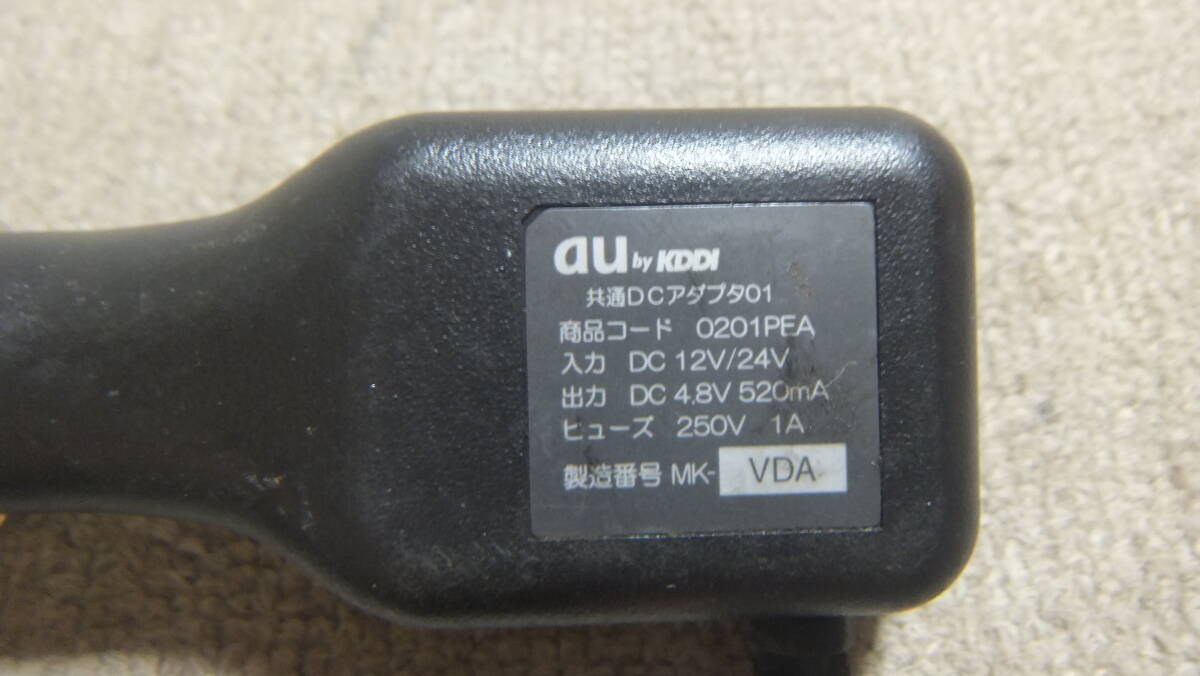 au by KDDI
共通DCアダプタ01
商品コード 0201PEA
入力 DC 12V/24V
出力 DC 4.8V 520mA
ヒューズ 250V 1A
製造番号 MK-VDA